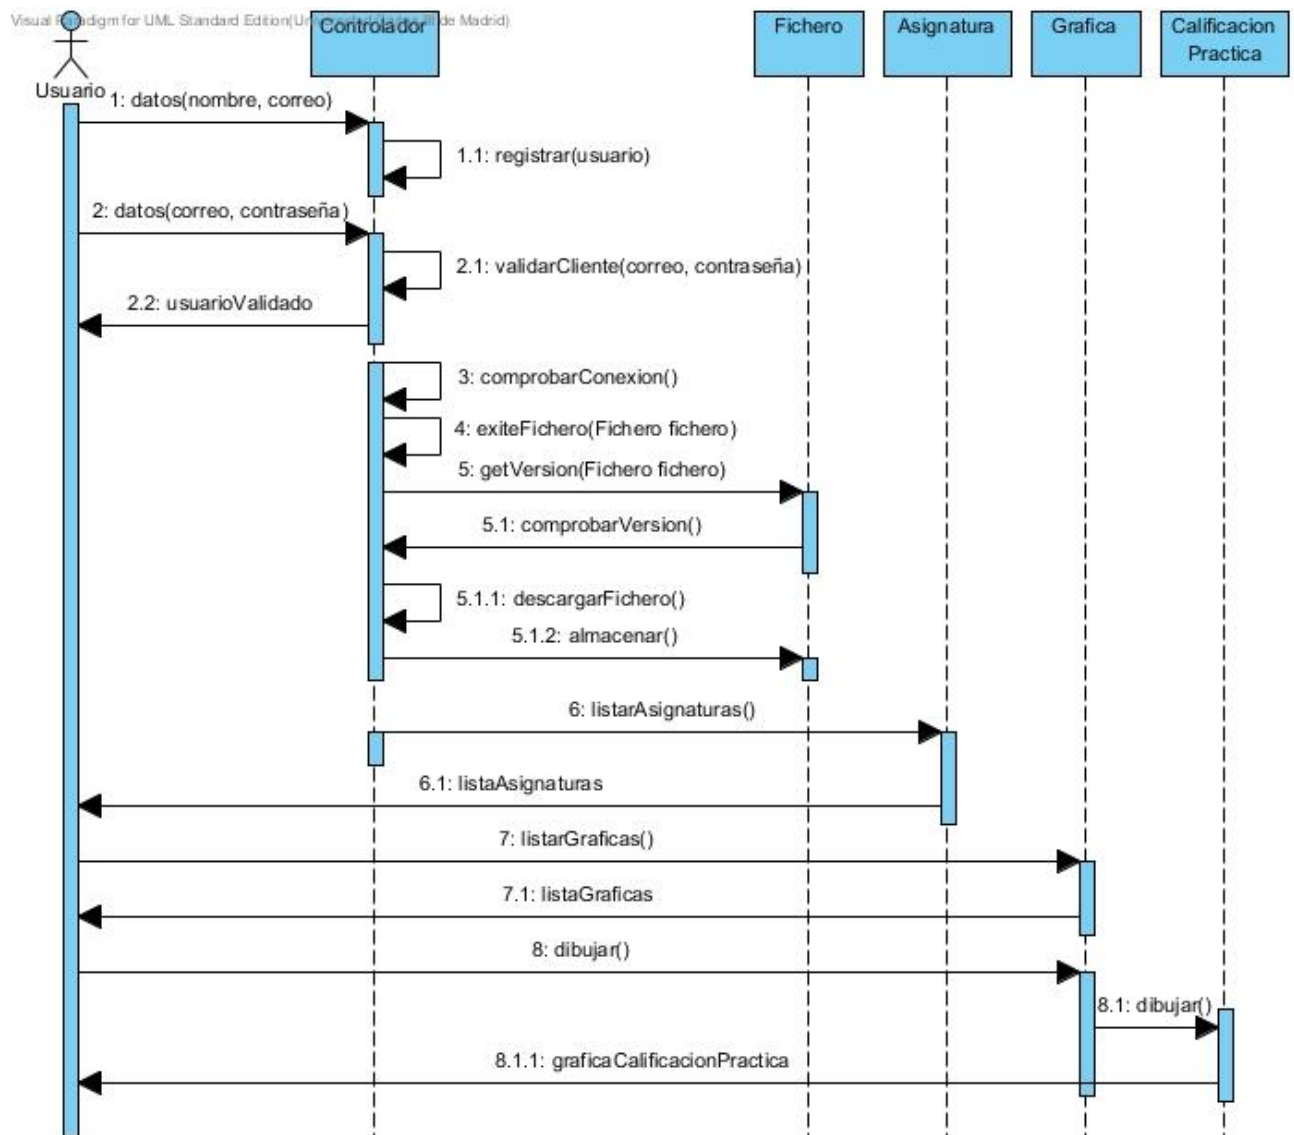 Visual Paradigm for UML Standard Edition(Universidad Carlos III de Madrid)
Controlador
Fichero
Asignatura
Grafica
Calificacion
Practica
Usuario
1: datos(nombre, correo)
1.1: registrar(usuario)
2: datos(correo, contraseña)
2.1: validarCliente(correo, contraseña)
2.2: usuarioValidado
3: comprobarConexion()
4: exiteFichero(Fichero fichero)
5: getVersion(Fichero fichero)
5.1: comprobarVersion()
5.1.1: descargarFichero()
5.1.2: almacenar()
6: listarAsignaturas()
6.1: listaAsignaturas
7: listarGraficas()
7.1: listaGraficas
8: dibujar()
8.1: dibujar()
8.1.1: graficaCalificacionPractica